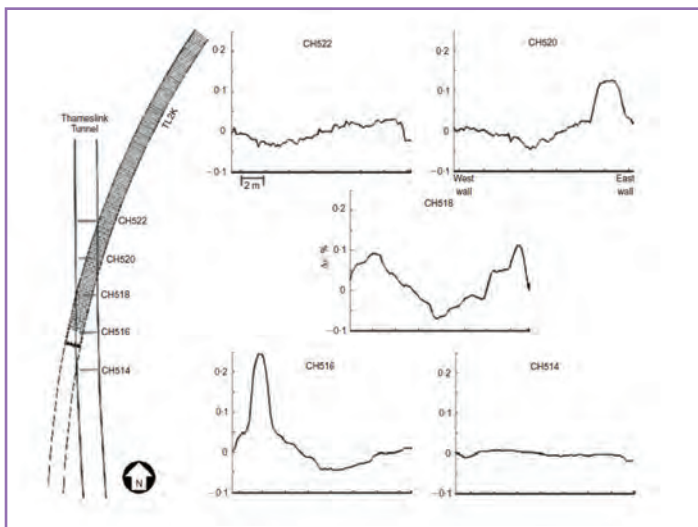 Thameslink
Tunnel
TL2K
CH522
CH520
CH518
CH516
CH514
N
CH522
0·2
0·1
0
−0·1
2 m
CH520
0·2
0·1
0
−0·1
West
wall
East
wall
CH518
0·2
0·1
0
−0·1
%
CH516
0·2
0·1
0
−0·1
CH514
0·2
0·1
0
−0·1